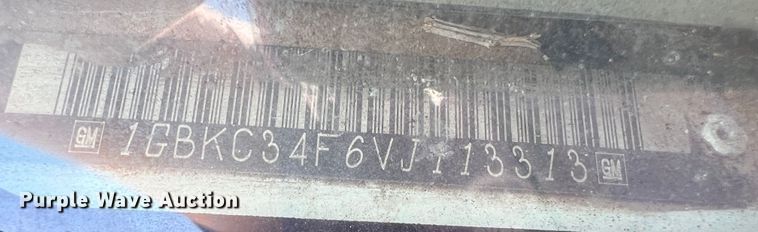 GM 1GBKC34F6VJ113313 GM
Purple Wave Auction